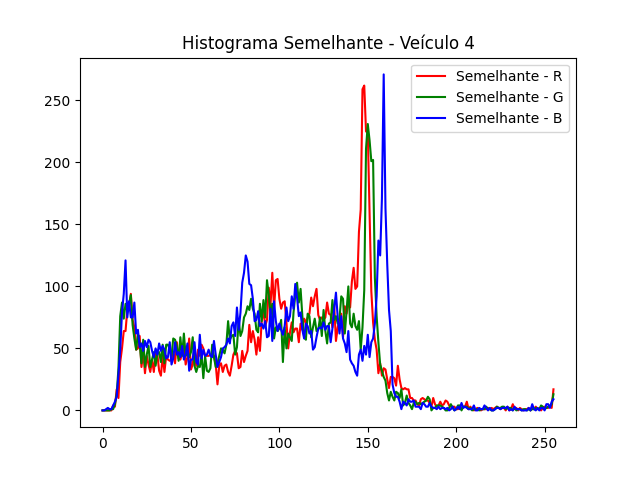 Histograma Semelhante - Veículo 4
Semelhante - R
Semelhante - G
Semelhante - B
250
200
150
100
50
0
0 50 100 150 200 250